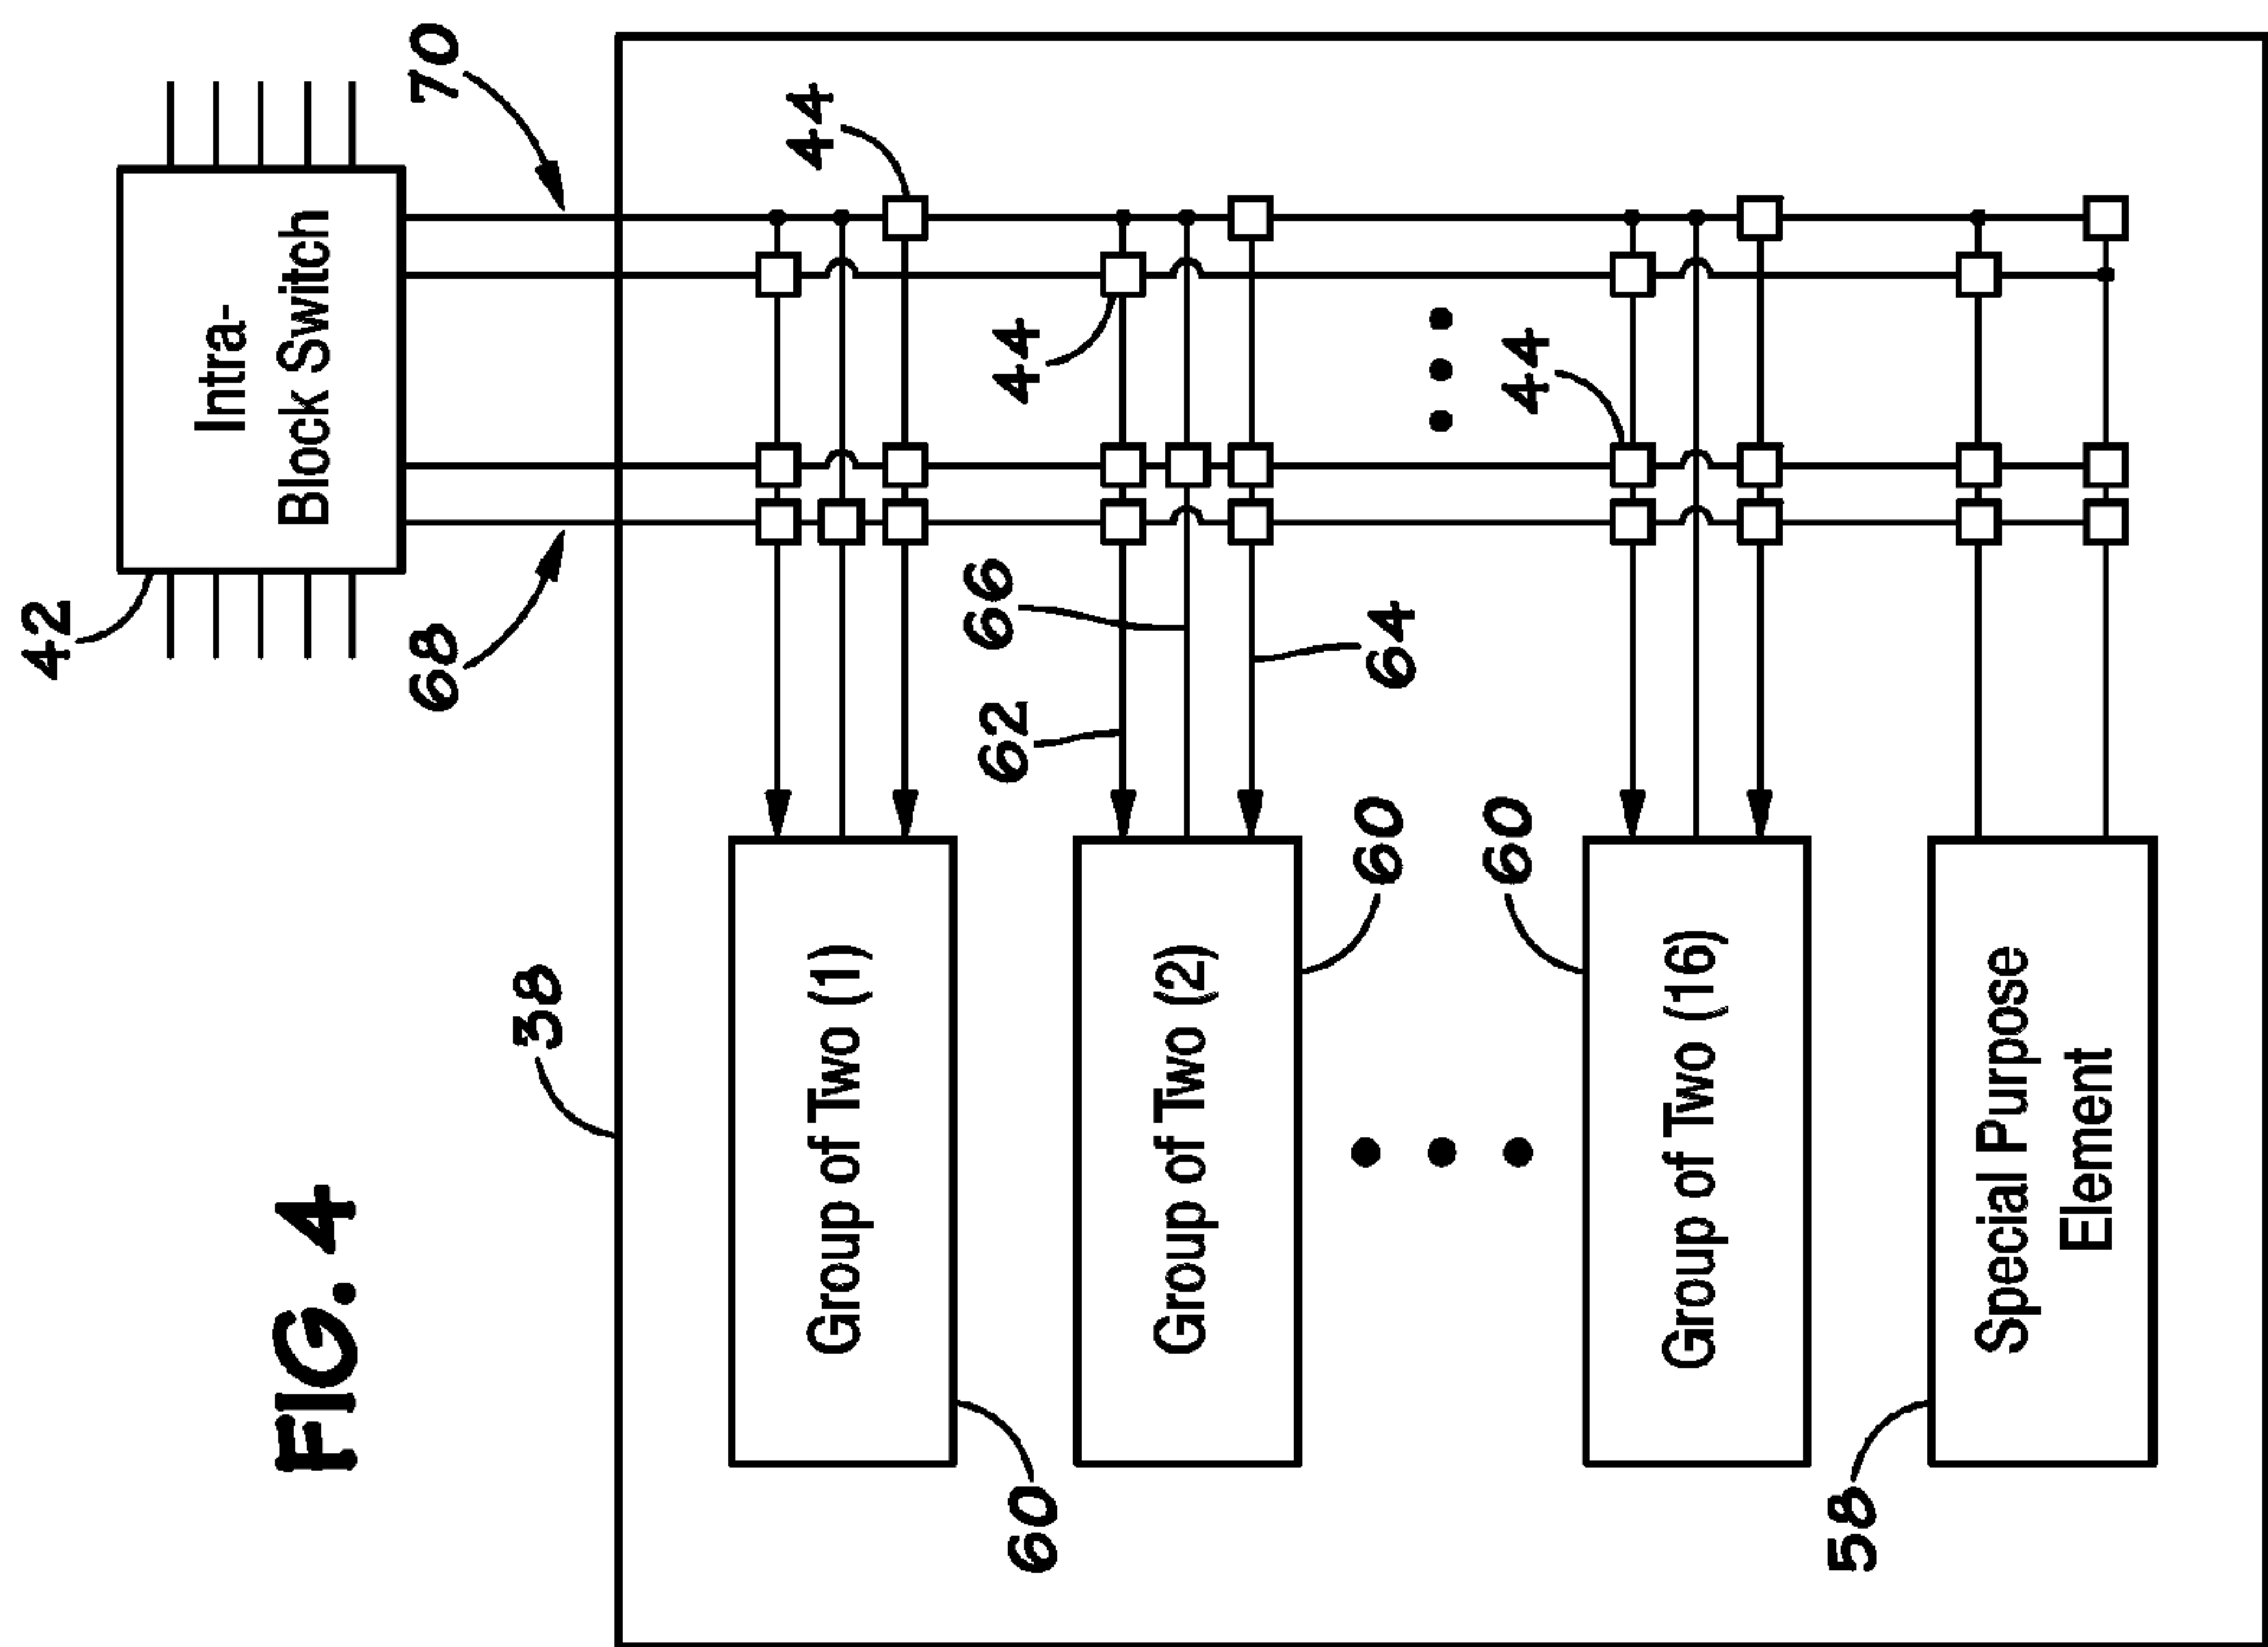 FIG. 4
42
Intra-
Block Switch
68
70
38
44
60
Group of Two (1)
62
66
44
Group of Two (2)
64
60
60
44
Group of Two (16)
58
Special Purpose
Element